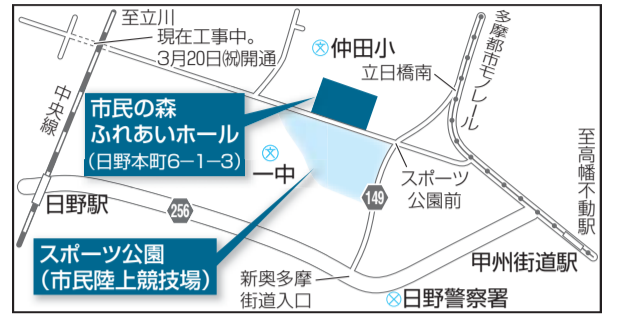 至立川
現在工事中。
3月20日㈷開通
中央線
仲田小
立日橋南
多摩都市モノレール
至高幡不動駅
市民の森
ふれあいホール
（日野本町6－1－3）
一中
スポーツ
公園前
149
日野駅
256
スポーツ公園
（市民陸上競技場）
新奥多摩
街道入口
甲州街道駅
日野警察署
文
文